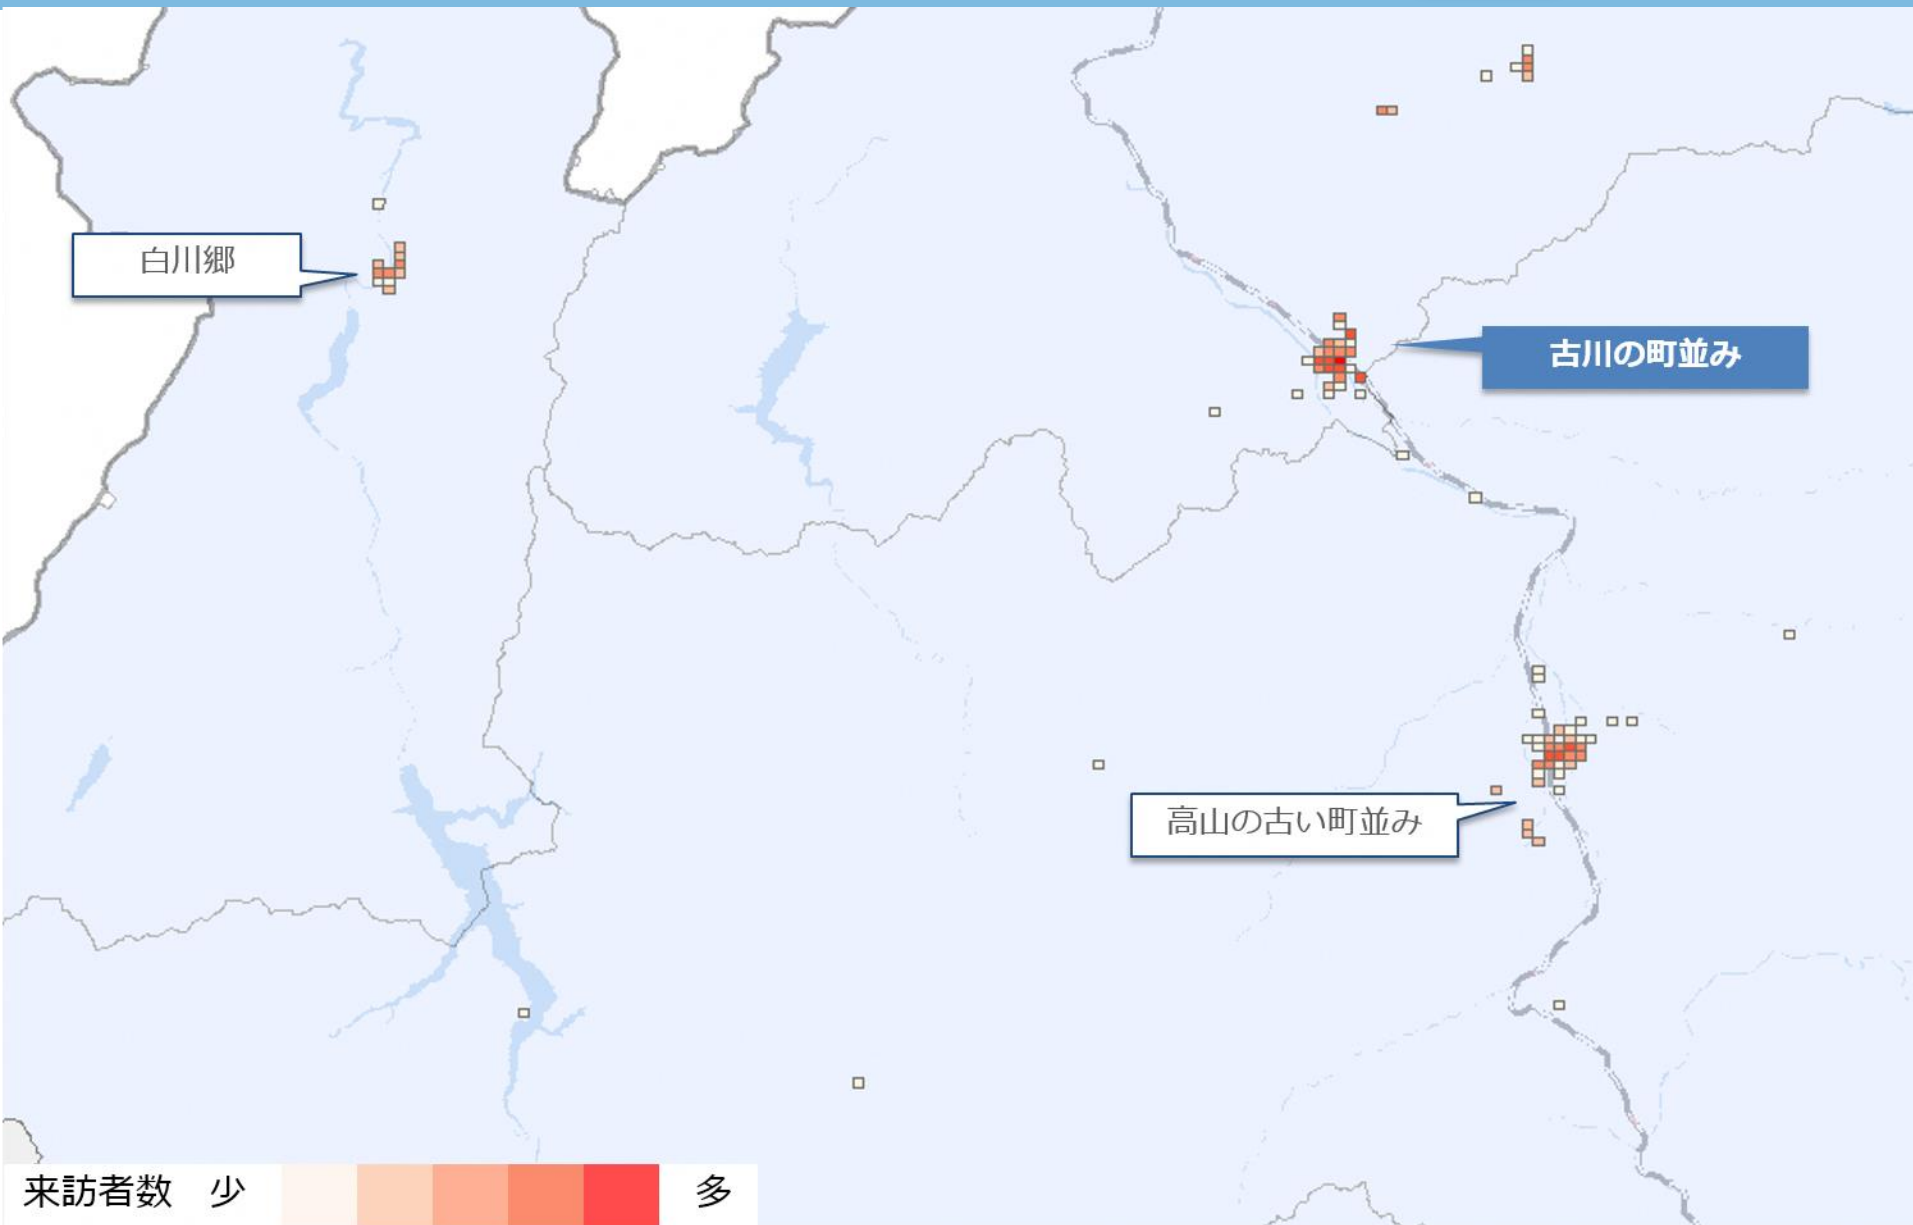 白川郷
古川の町並み
高山の古い町並み
来訪者数 少 多